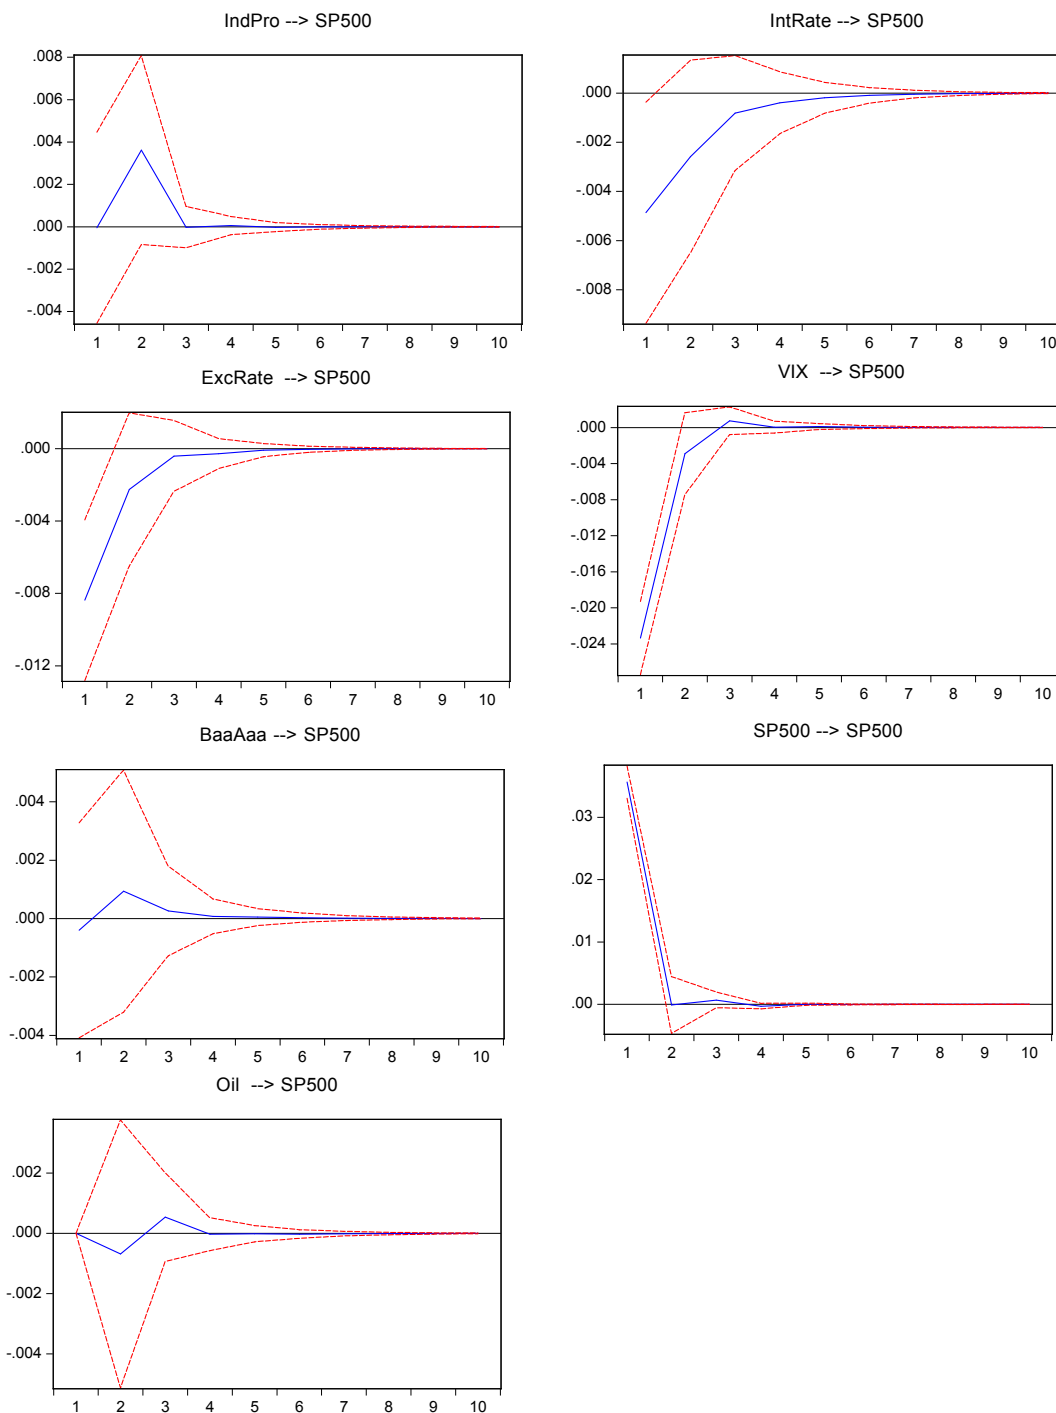 IndPro --> SP500
.008
.006
.004
.002
.000
-.002
-.004
1 2 3 4 5 6 7 8 9 10
IntRate --> SP500
.000
-.002
-.004
-.006
-.008
1 2 3 4 5 6 7 8 9 10
ExcRate --> SP500
.000
-.004
-.008
-.012
1 2 3 4 5 6 7 8 9 10
VIX --> SP500
.000
-.004
-.008
-.012
-.016
-.020
-.024
1 2 3 4 5 6 7 8 9 10
BaaAaa --> SP500
.004
.002
.000
-.002
-.004
1 2 3 4 5 6 7 8 9 10
SP500 --> SP500
.03
.02
.01
.00
1 2 3 4 5 6 7 8 9 10
Oil --> SP500
.002
.000
-.002
-.004
1 2 3 4 5 6 7 8 9 10